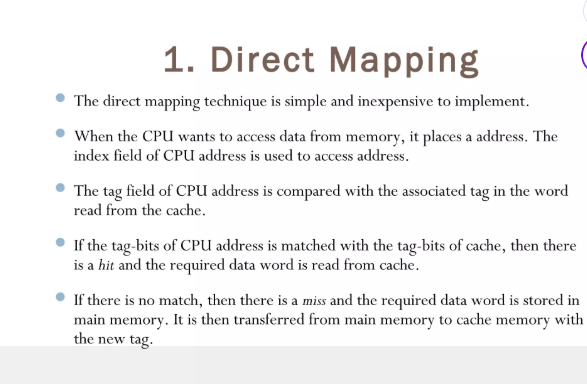 1. Direct Mapping
The direct mapping technique is simple and inexpensive to implement.
When the CPU wants to access data from memory, it places a address. The
index field of CPU address is used to access address.
The tag field of CPU address is compared with the associated tag in the word
read from the cache.
If the tag-bits of CPU address is matched with the tag-bits of cache, then there
is a hit and the required data word is read from cache.
If there is no match, then there is a miss and the required data word is stored in
main memory. It is then transferred from main memory to cache memory with
the new tag.